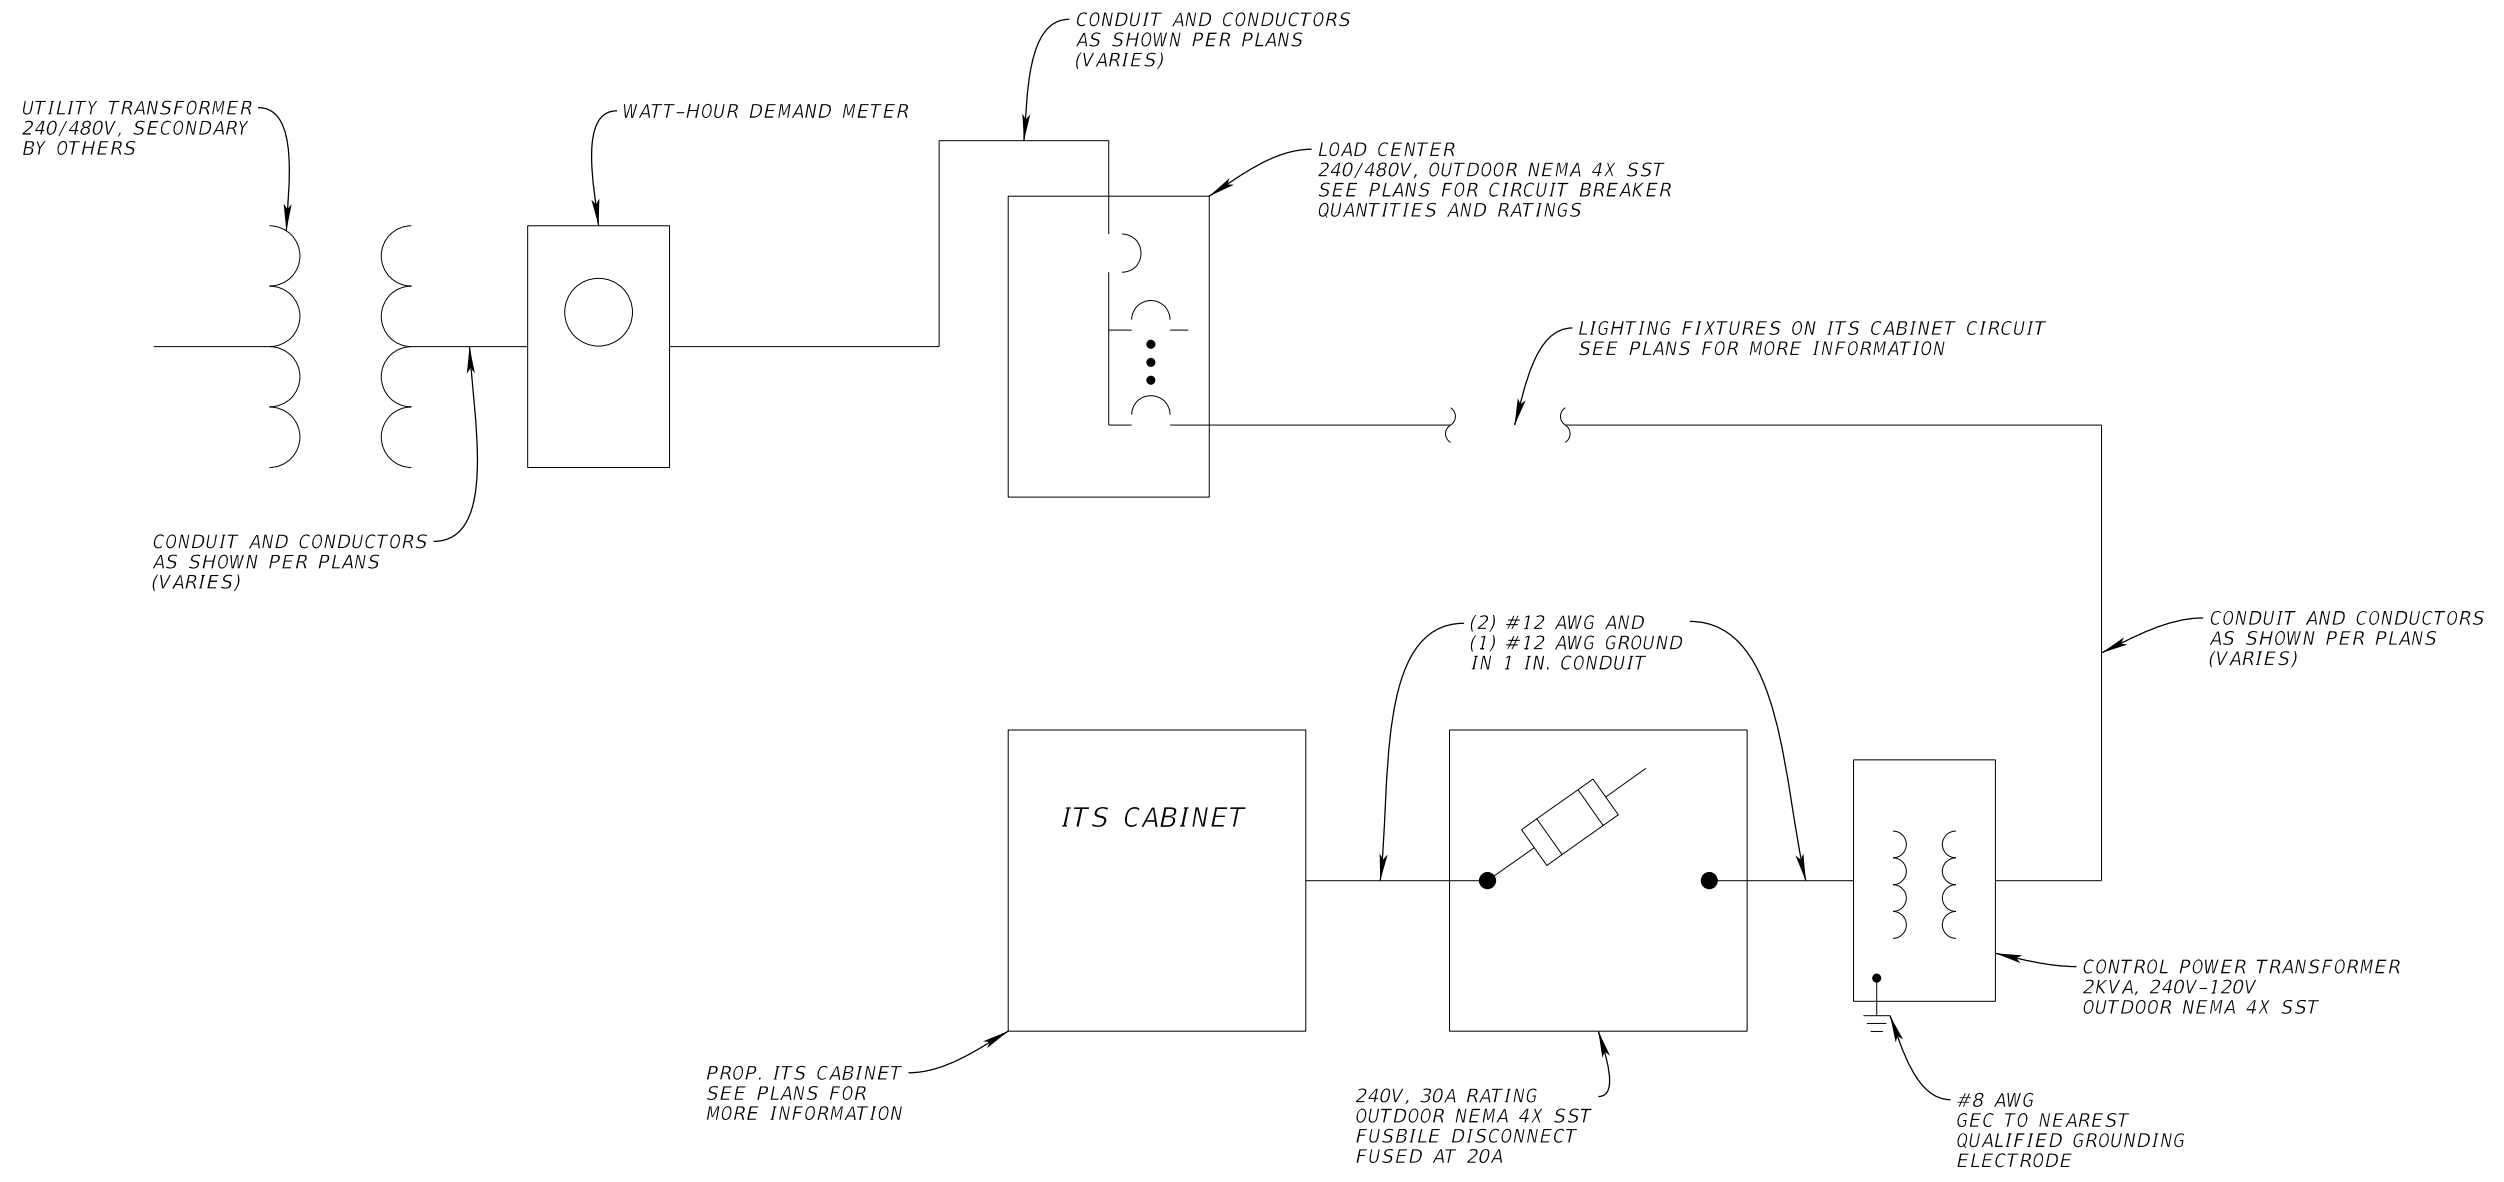 CONDUIT AND CONDUCTORS
AS SHOWN PER PLANS
(VARIES)
UTILITY TRANSFORMER
240/480V, SECONDARY
BY OTHERS
WATT-HOUR DEMAND METER
LOAD CENTER
240/480V, OUTDOOR NEMA 4X SST
SEE PLANS FOR CIRCUIT BREAKER
QUANTITIES AND RATINGS
LIGHTING FIXTURES ON ITS CABINET CIRCUIT
SEE PLANS FOR MORE INFORMATION
CONDUIT AND CONDUCTORS
AS SHOWN PER PLANS
(VARIES)
(2) #12 AWG AND
(1) #12 AWG GROUND
IN 1 IN. CONDUIT
CONDUIT AND CONDUCTORS
AS SHOWN PER PLANS
(VARIES)
ITS CABINET
CONTROL POWER TRANSFORMER
2KVA, 240V-120V
OUTDOOR NEMA 4X SST
PROP. ITS CABINET
SEE PLANS FOR
MORE INFORMATION
240V, 30A RATING
OUTDOOR NEMA 4X SST
FUSIBILE DISCONNECT
FUSED AT 20A
#8 AWG
GEC TO NEAREST
QUALIFIED GROUNDING
ELECTRODE